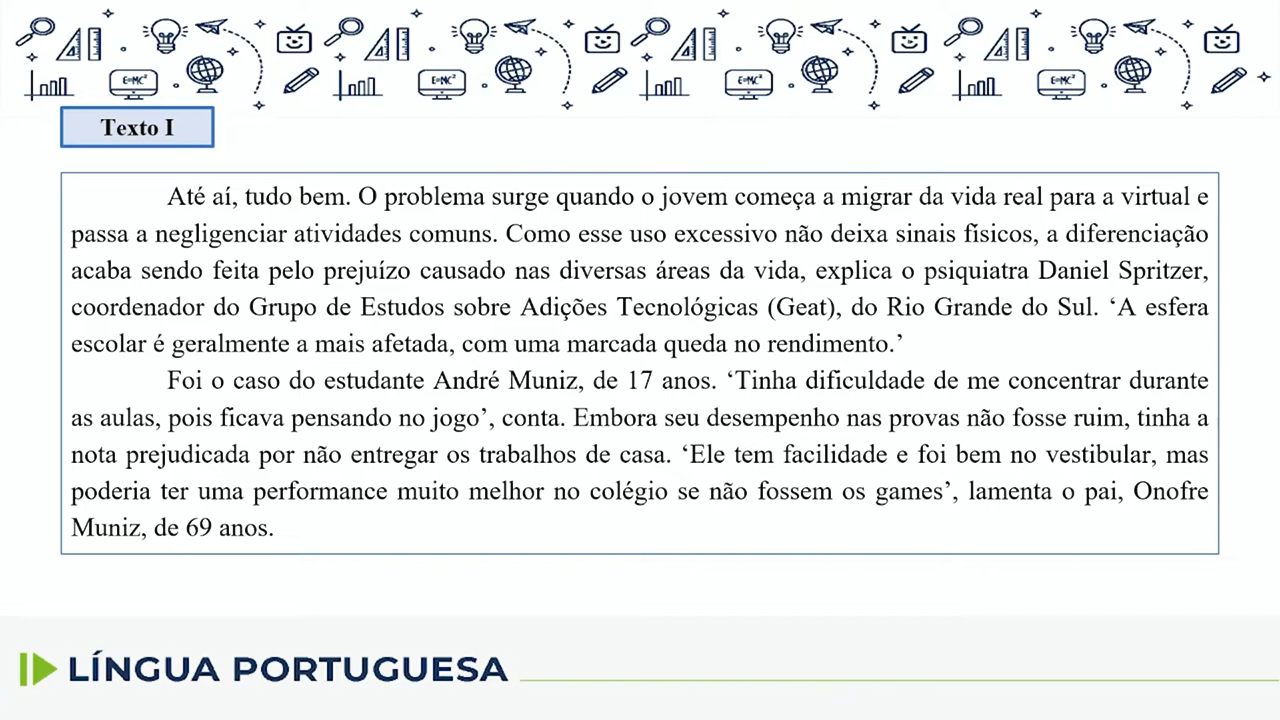 E=MC² E=MC² E=MC² E=MC²
Texto I
Até aí, tudo bem. O problema surge quando o jovem começa a migrar da vida real para a virtual e
passa a negligenciar atividades comuns. Como esse uso excessivo não deixa sinais físicos, a diferenciação
acaba sendo feita pelo prejuízo causado nas diversas áreas da vida, explica o psiquiatra Daniel Spritzer,
coordenador do Grupo de Estudos sobre Adições Tecnológicas (Geat), do Rio Grande do Sul. ‘A esfera
escolar é geralmente a mais afetada, com uma marcada queda no rendimento.’
Foi o caso do estudante André Muniz, de 17 anos. ‘Tinha dificuldade de me concentrar durante
as aulas, pois ficava pensando no jogo’, conta. Embora seu desempenho nas provas não fosse ruim, tinha a
nota prejudicada por não entregar os trabalhos de casa. ‘Ele tem facilidade e foi bem no vestibular, mas
poderia ter uma performance muito melhor no colégio se não fossem os games’, lamenta o pai, Onofre
Muniz, de 69 anos.
LÍNGUA PORTUGUESA